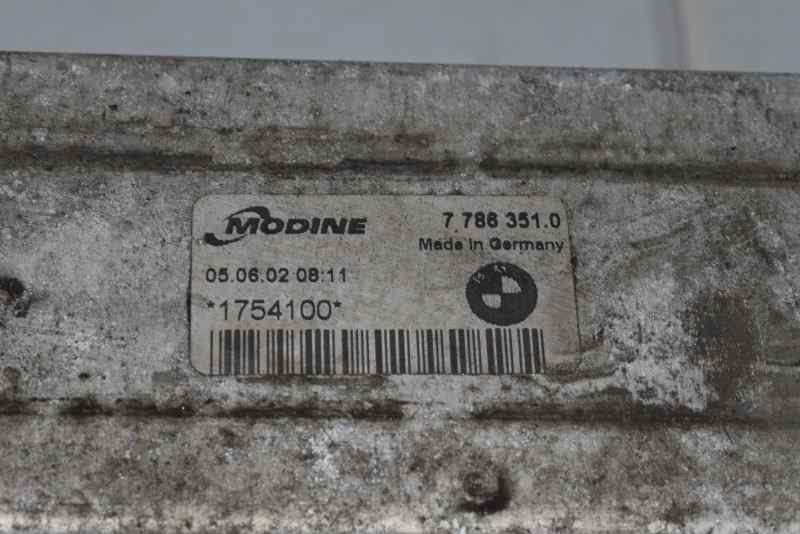 MODINE 7 786 351.0
Made in Germany
05.06.02 08:11
*1754100*